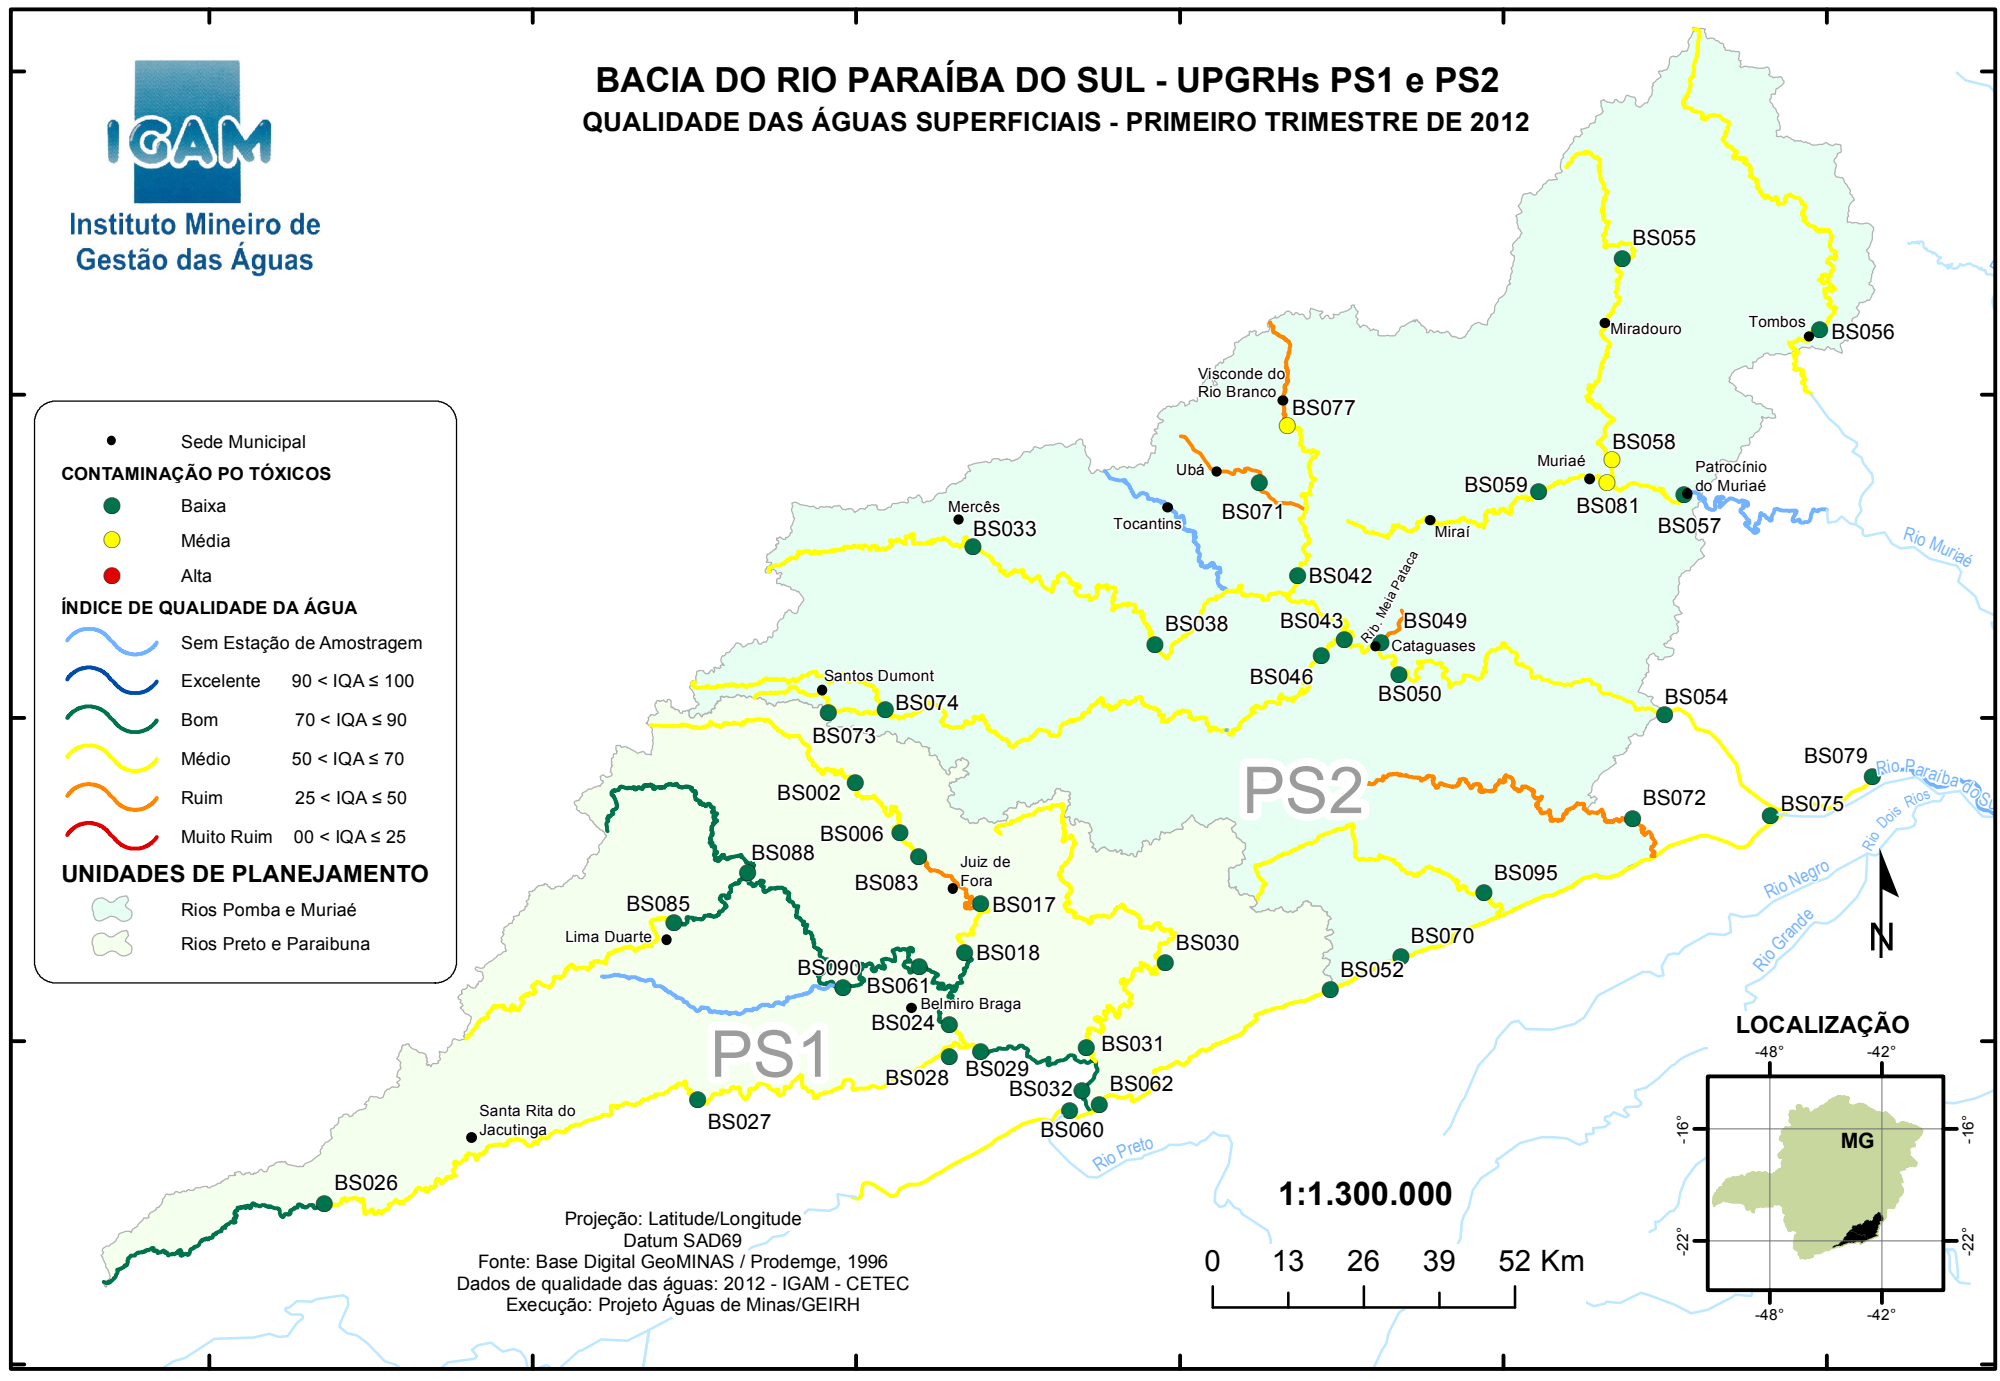 BACIA DO RIO PARAÍBA DO SUL - UPGRHs PS1 e PS2
QUALIDADE DAS ÁGUAS SUPERFICIAIS - PRIMEIRO TRIMESTRE DE 2012
IGAM
Instituto Mineiro de
Gestão das Águas
Sede Municipal
CONTAMINAÇÃO PO TÓXICOS
Baixa
Média
Alta
ÍNDICE DE QUALIDADE DA ÁGUA
Sem Estação de Amostragem
Excelente 90 < IQA ≤ 100
Bom 70 < IQA ≤ 90
Médio 50 < IQA ≤ 70
Ruim 25 < IQA ≤ 50
Muito Ruim 00 < IQA ≤ 25
UNIDADES DE PLANEJAMENTO
Rios Pomba e Muriaé
Rios Preto e Paraibuna
BS055
Miradouro
Tombos
BS056
Visconde do
Rio Branco
BS077
BS058
Muriaé
Patrocínio
do Muriaé
Ubá
BS059
BS081
BS057
BS071
Mercês
BS033
Tocantins
Miraí
Rio Muriaé
BS042
Rib. Meia Pataca
BS038
BS043
BS049
Cataguases
BS046
BS050
Santos Dumont
BS074
BS073
BS054
BS079
Rio Paraíba do S
BS002
PS2
BS075
BS072
Rio Dois Rios
BS006
BS088
BS083
Juiz de
Fora
BS095
Rio Negro
BS085
BS017
Lima Duarte
BS030
BS070
Rio Grande
N
BS018
BS090
BS061
BS052
Belmiro Braga
BS024
PS1
BS031
BS029
BS028
BS032
BS062
BS027
BS060
Santa Rita do
Jacutinga
Rio Preto
BS026
LOCALIZAÇÃO
-48° -42°
-16° -16°
MG
-22° -22°
-48° -42°
1:1.300.000
0 13 26 39 52 Km
Projeção: Latitude/Longitude
Datum SAD69
Fonte: Base Digital GeoMINAS / Prodemge, 1996
Dados de qualidade das águas: 2012 - IGAM - CETEC
Execução: Projeto Águas de Minas/GEIRH